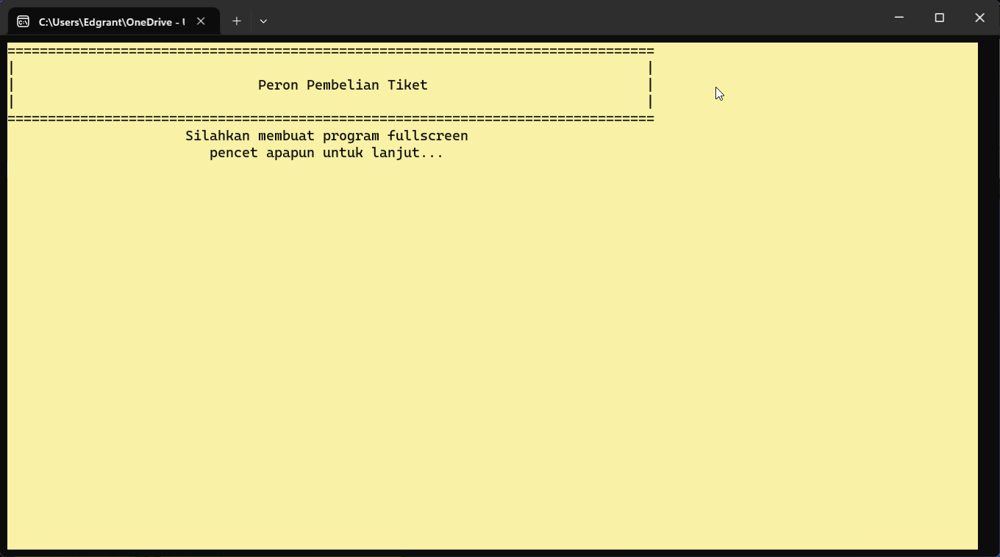 C:\Users\Edgrant\OneDrive - U
================================================================================
|                                                                              |
|                              Peron Pembelian Tiket                           |
|                                                                              |
================================================================================
Silahkan membuat program fullscreen
pencet apapun untuk lanjut...